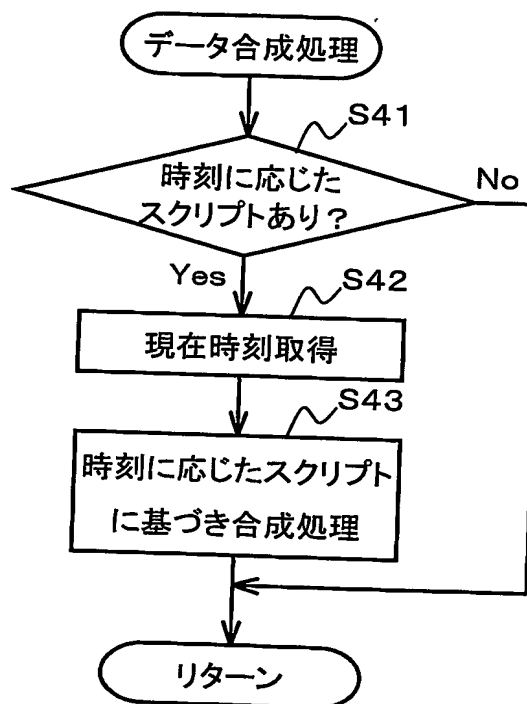 データ合成処理
S41
時刻に応じた
スクリプトあり?
No
Yes
S42
現在時刻取得
S43
時刻に応じたスクリプト
に基づき合成処理
リターン